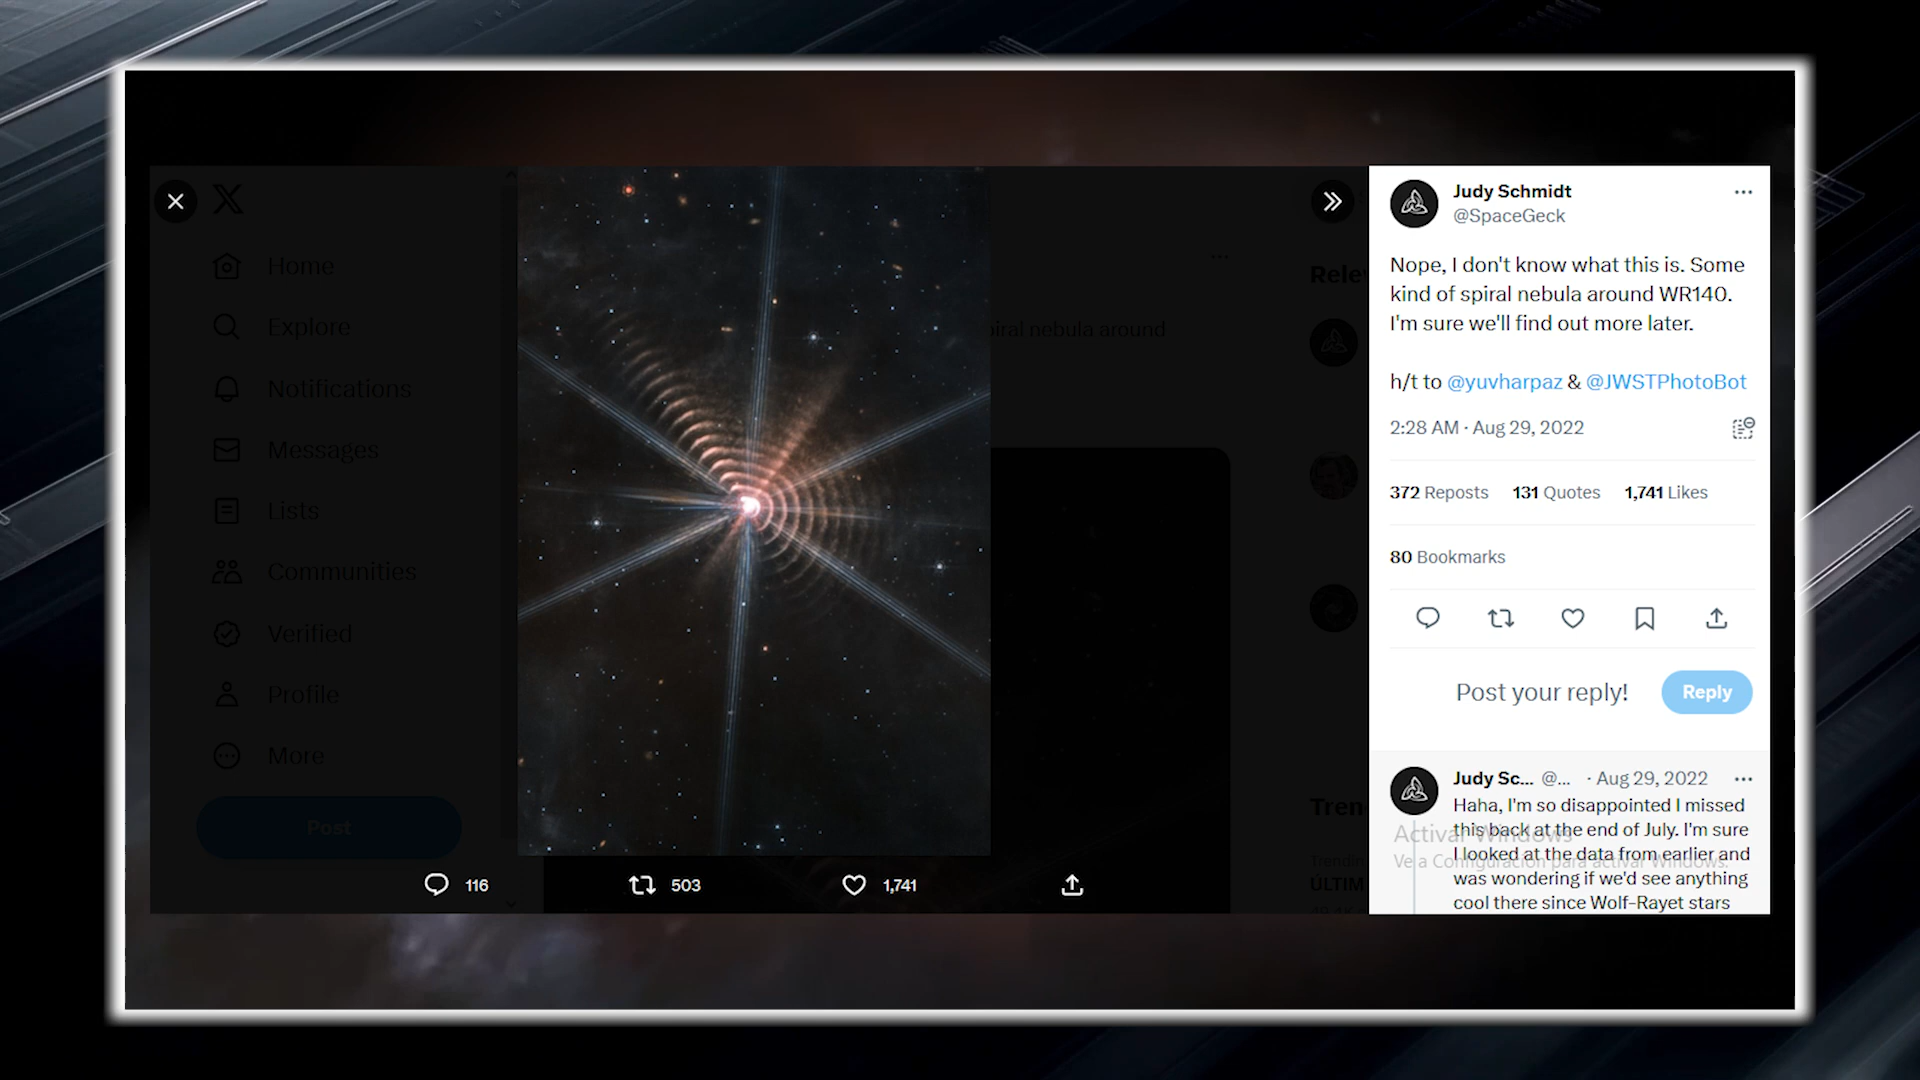 Home
Explore
Notifications
Messages
Lists
Communities
Verified
Profile
More
Post
116
503
1,741
iral nebula around
Rele
Tren
ÚLTIM
Judy Schmidt
@SpaceGeck
Nope, I don't know what this is. Some
kind of spiral nebula around WR140.
I'm sure we'll find out more later.
h/t to @yuvharpaz & @JWSTPhotoBot
2:28 AM · Aug 29, 2022
372 Reposts 131 Quotes 1,741 Likes
80 Bookmarks
Post your reply! Reply
Judy Sc... @... · Aug 29, 2022
Haha, I'm so disappointed I missed
this back at the end of July. I'm sure
I looked at the data from earlier and
was wondering if we'd see anything
cool there since Wolf-Rayet stars
Activar Windows
Ve a Configuración para activar Windows.